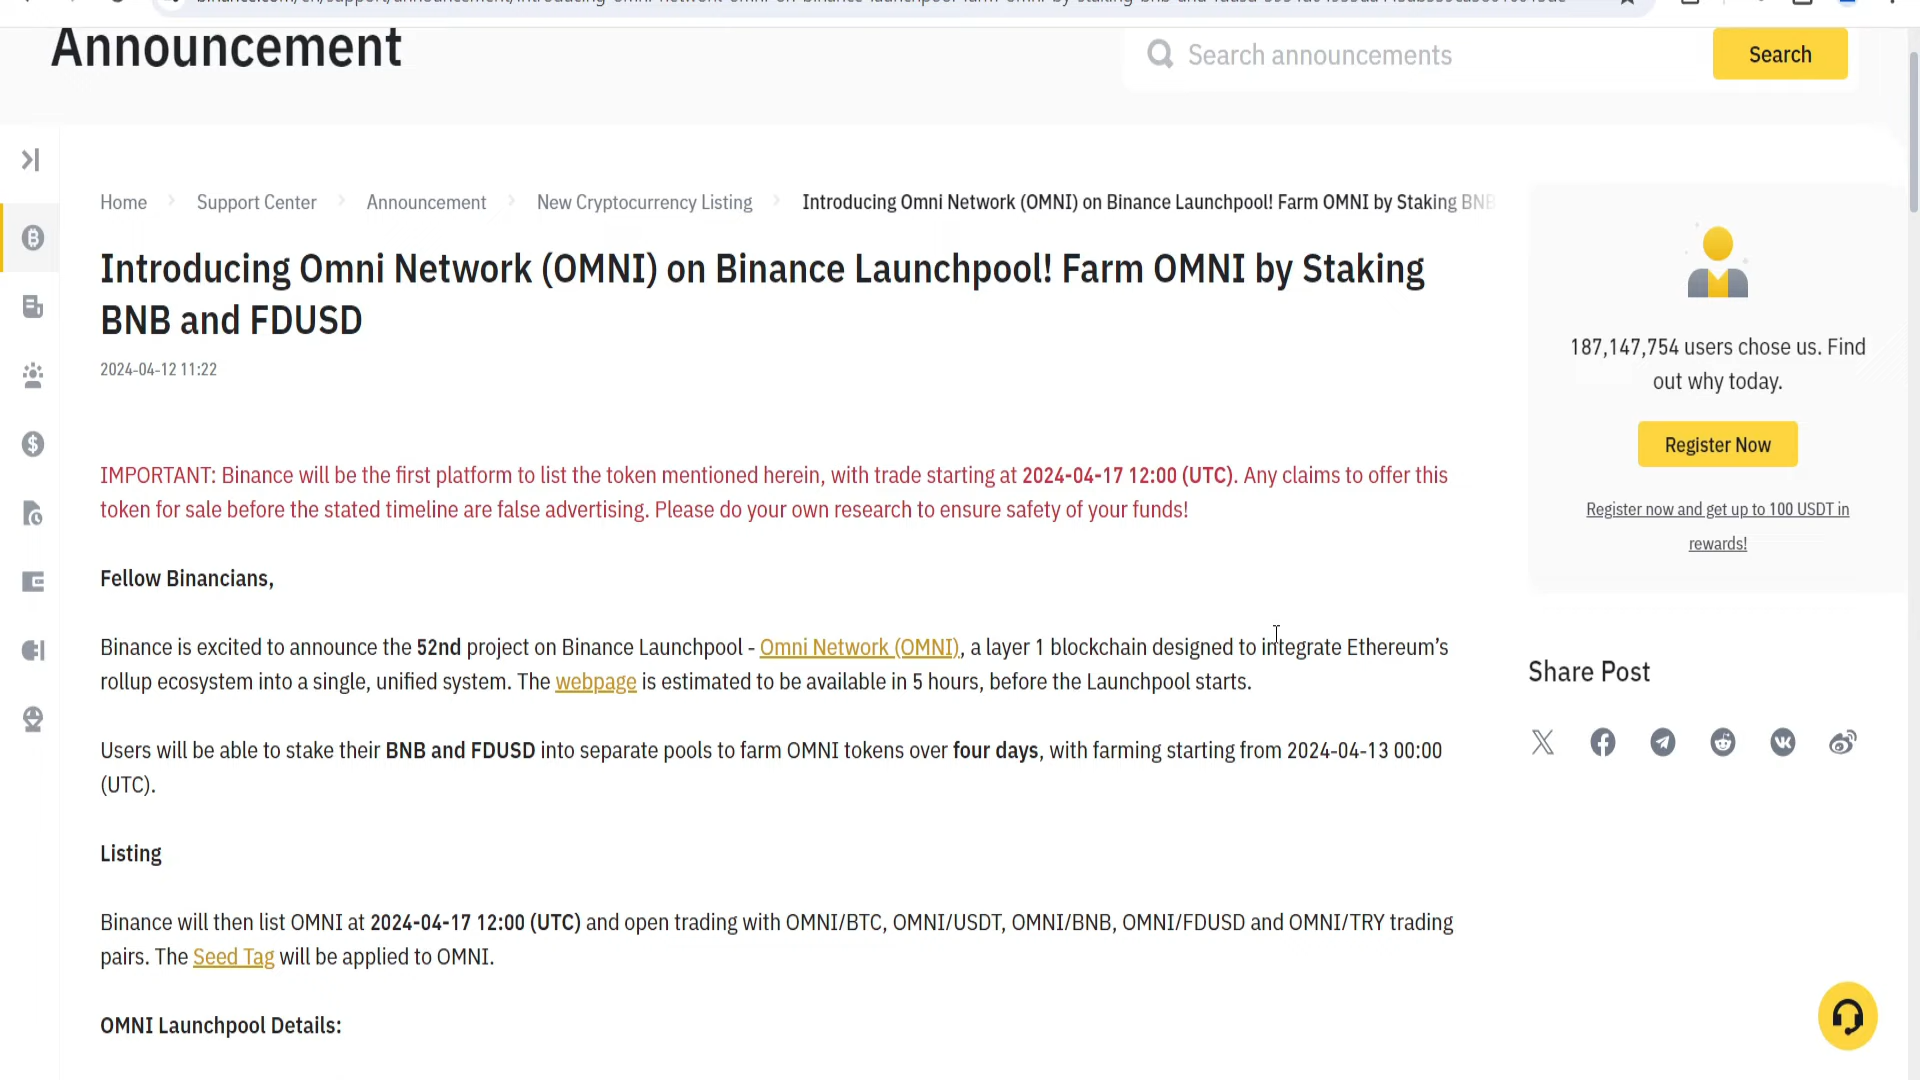 Announcement
Search announcements
Search
Home
Support Center
Announcement
New Cryptocurrency Listing
Introducing Omni Network (OMNI) on Binance Launchpool! Farm OMNI by Staking BNB
Introducing Omni Network (OMNI) on Binance Launchpool! Farm OMNI by Staking
BNB and FDUSD
2024-04-12 11:22
IMPORTANT: Binance will be the first platform to list the token mentioned herein, with trade starting at 2024-04-17 12:00 (UTC). Any claims to offer this
token for sale before the stated timeline are false advertising. Please do your own research to ensure safety of your funds!
Fellow Binancians,
Binance is excited to announce the 52nd project on Binance Launchpool - Omni Network (OMNI), a layer 1 blockchain designed to integrate Ethereum’s
rollup ecosystem into a single, unified system. The webpage is estimated to be available in 5 hours, before the Launchpool starts.
Users will be able to stake their BNB and FDUSD into separate pools to farm OMNI tokens over four days, with farming starting from 2024-04-13 00:00
(UTC).
Listing
Binance will then list OMNI at 2024-04-17 12:00 (UTC) and open trading with OMNI/BTC, OMNI/USDT, OMNI/BNB, OMNI/FDUSD and OMNI/TRY trading
pairs. The Seed Tag will be applied to OMNI.
OMNI Launchpool Details:
187,147,754 users chose us. Find
out why today.
Register Now
Register now and get up to 100 USDT in
rewards!
Share Post